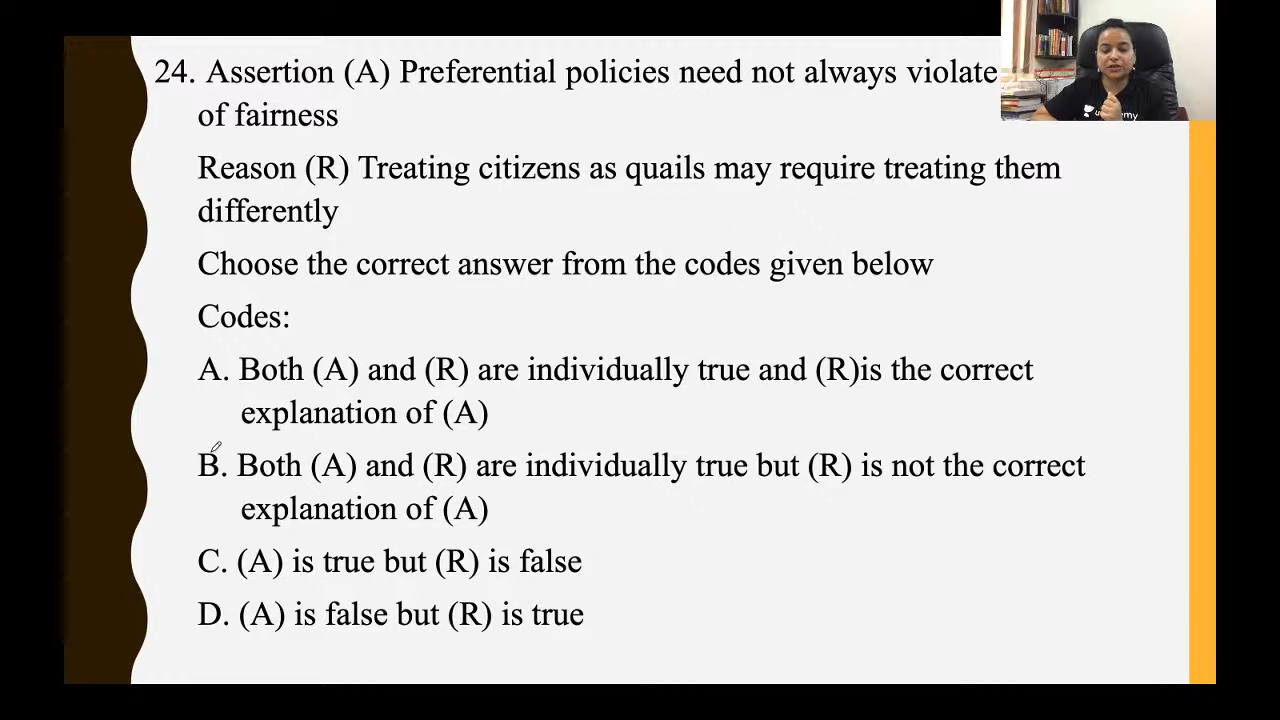 24. Assertion (A) Preferential policies need not always violate
of fairness
Reason (R) Treating citizens as quails may require treating them
differently
Choose the correct answer from the codes given below
Codes:
A. Both (A) and (R) are individually true and (R)is the correct
explanation of (A)
B. Both (A) and (R) are individually true but (R) is not the correct
explanation of (A)
C. (A) is true but (R) is false
D. (A) is false but (R) is true